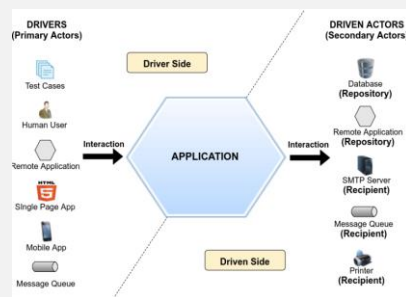 DRIVERS
(Primary Actors)
Test Cases
Human User
Remote Application
HTML
5
Single Page App
Mobile App
Message Queue
Driver Side
Interaction
APPLICATION
Interaction
Driven Side
DRIVEN ACTORS
(Secondary Actors)
Database
(Repository)
Remote Application
(Repository)
SMTP Server
(Recipient)
Message Queue
(Recipient)
Printer
(Recipient)